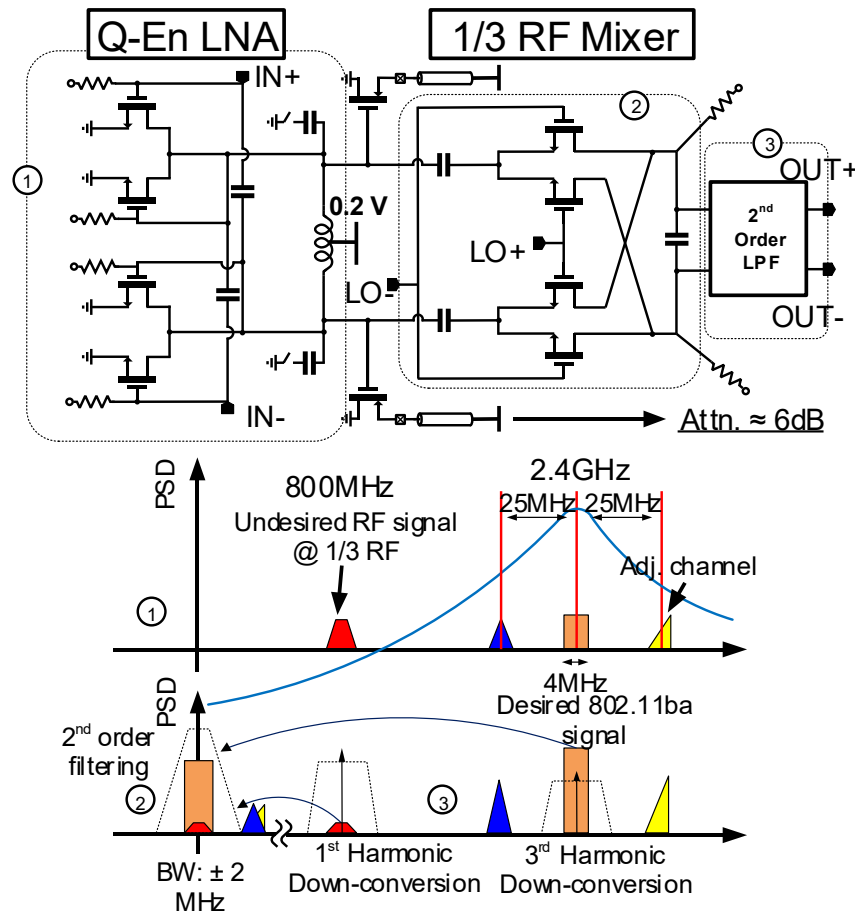 Q-En LNA
1/3 RF Mixer
IN+
2
1
3
OUT+
0.2 V
2nd
Order
LPF
LO+
LO-
OUT-
IN-
Attn. ≈ 6dB
PSD
800MHz
Undesired RF signal
@ 1/3 RF
2.4GHz
25MHz
25MHz
Adj. channel
1
4MHz
Desired 802.11ba
signal
PSD
2nd order
filtering
2
3
BW: ± 2
MHz
1st Harmonic
Down-conversion
3rd Harmonic
Down-conversion